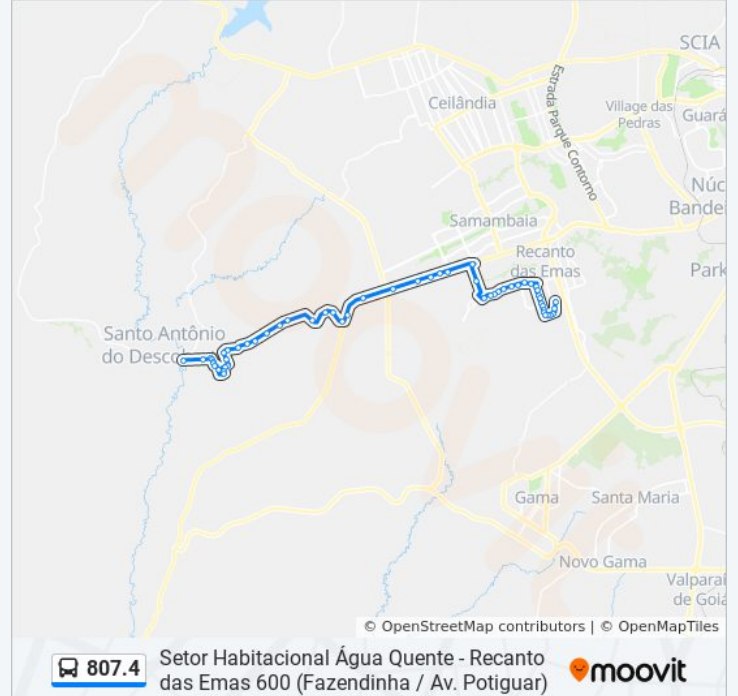 SCIA
Ceilândia
Estrada Parque Contorno
Village das
Pedras
Guará
Núc
Bande
Samambaia
Recanto
das Emas
Park
Santo Antônio
do Desco
Gama
Santa Maria
Novo Gama
Valparai
de Goiá
moovit
© OpenStreetMap contributors | © OpenMapTiles
807.4
Setor Habitacional Água Quente - Recanto
das Emas 600 (Fazendinha / Av. Potiguar)
moovit